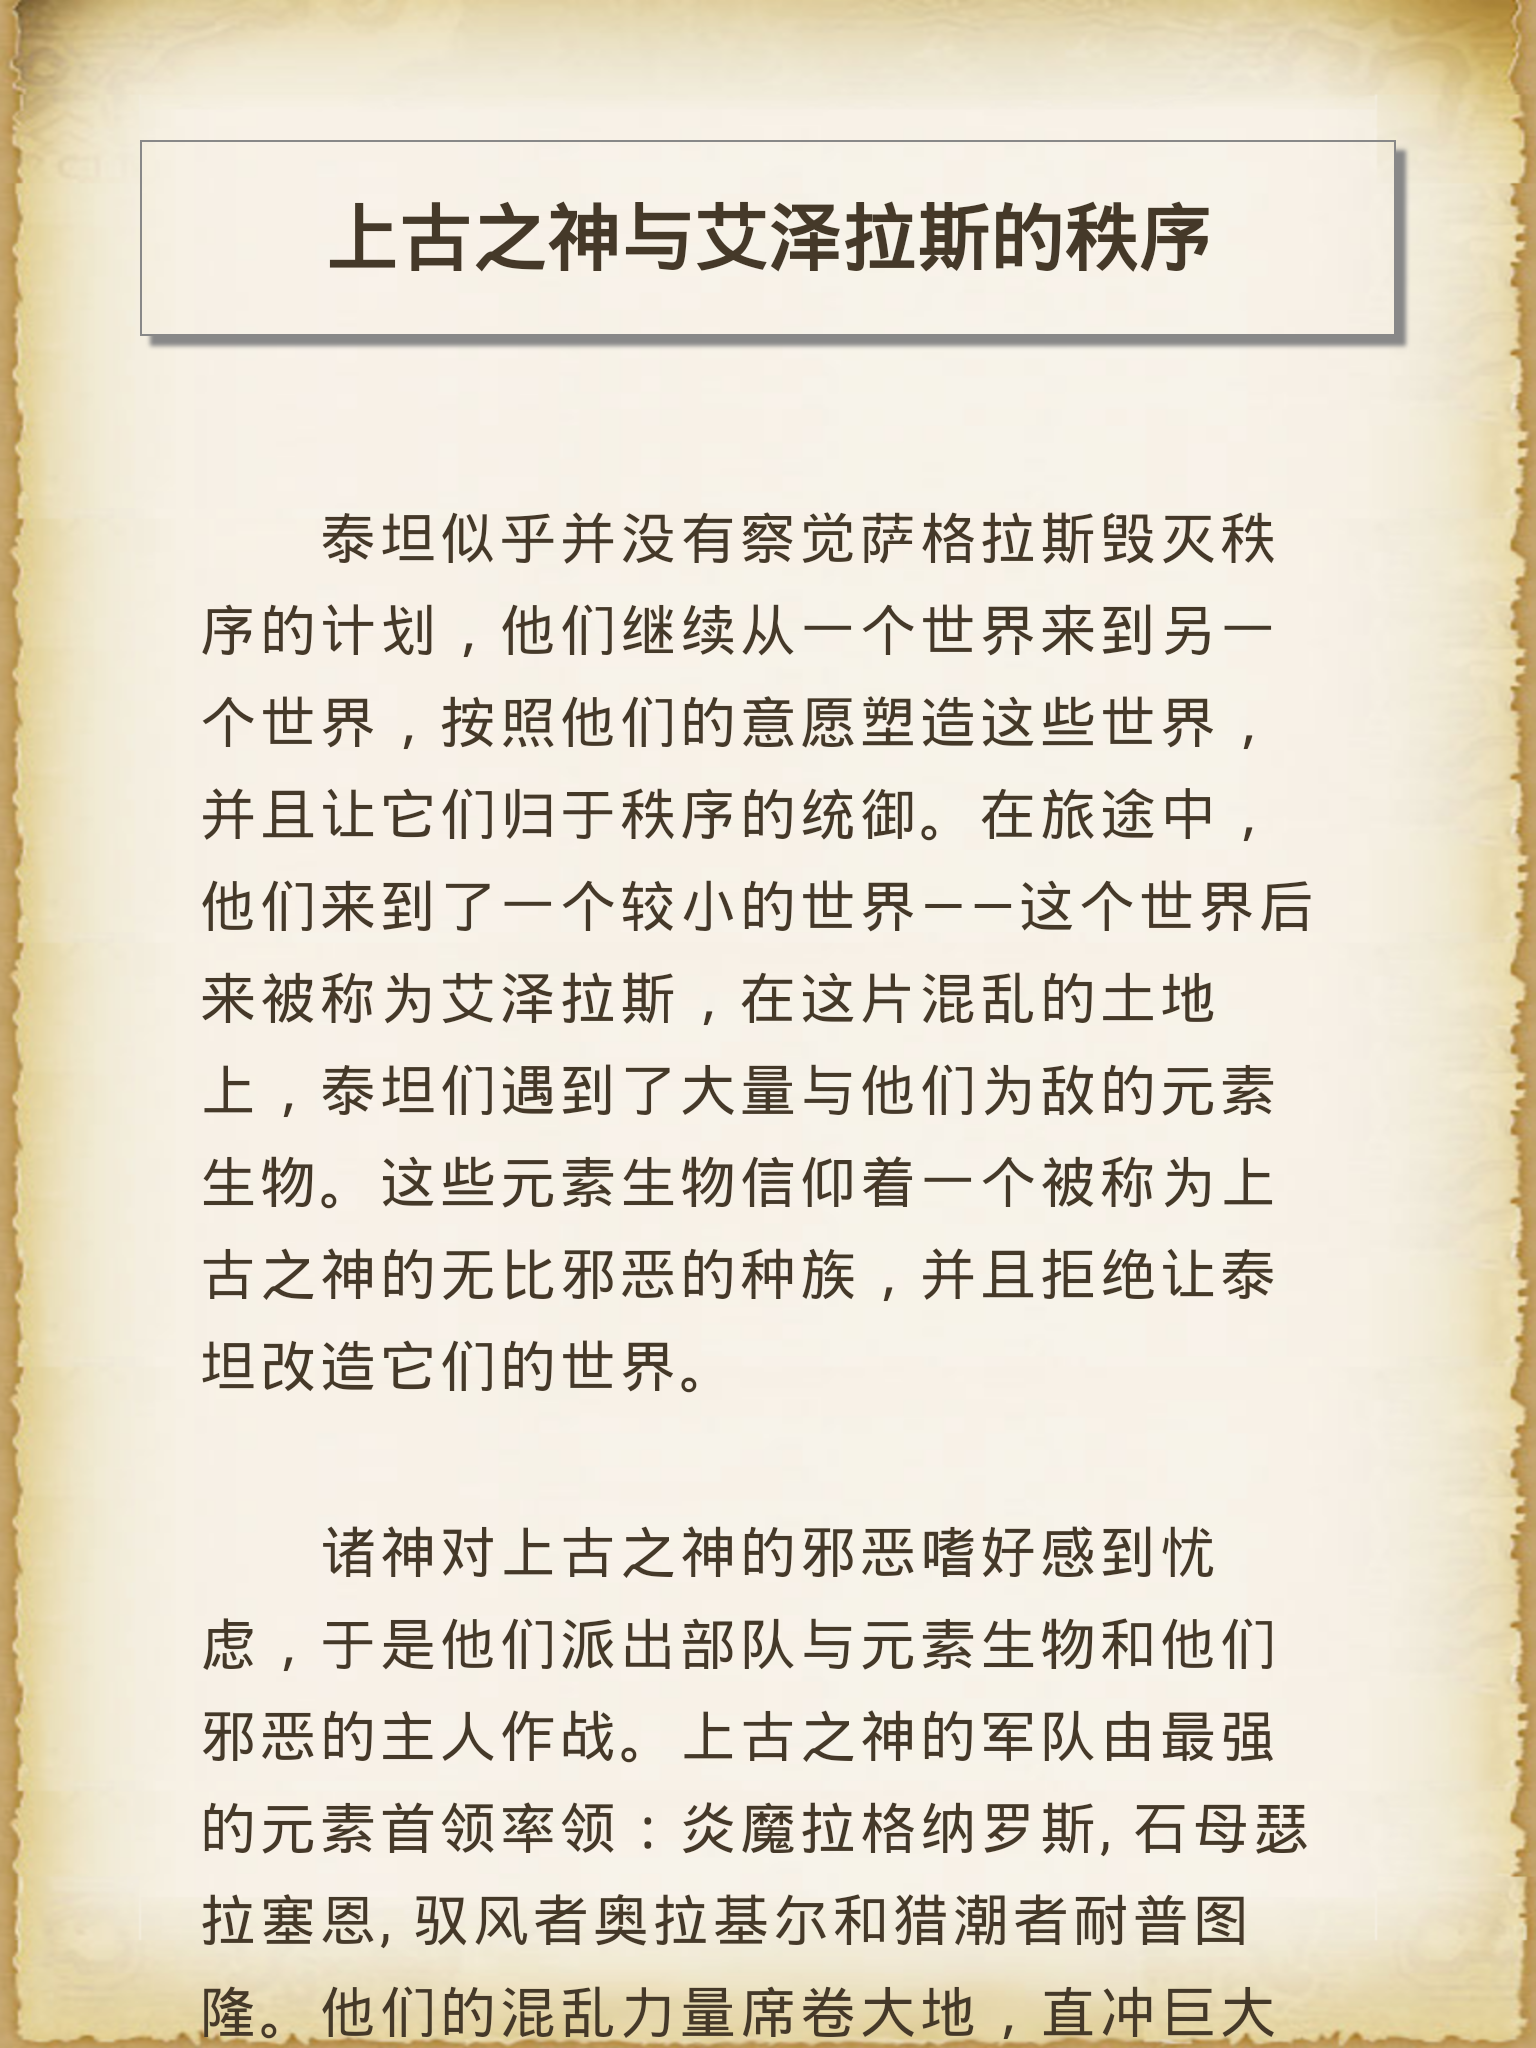 上古之神与艾泽拉斯的秩序
泰坦似乎并没有察觉萨格拉斯毁灭秩
序的计划，他们继续从一个世界来到另一
个世界，按照他们的意愿塑造这些世界，
并且让它们归于秩序的统御。在旅途中，
他们来到了一个较小的世界——这个世界后
来被称为艾泽拉斯，在这片混乱的土地
上，泰坦们遇到了大量与他们为敌的元素
生物。这些元素生物信仰着一个被称为上
古之神的无比邪恶的种族，并且拒绝让泰
坦改造它们的世界。
诸神对上古之神的邪恶嗜好感到忧
虑，于是他们派出部队与元素生物和他们
邪恶的主人作战。上古之神的军队由最强
的元素首领率领：炎魔拉格纳罗斯, 石母瑟
拉塞恩, 驭风者奥拉基尔和猎潮者耐普图
隆。他们的混乱力量席卷大地，直冲巨大